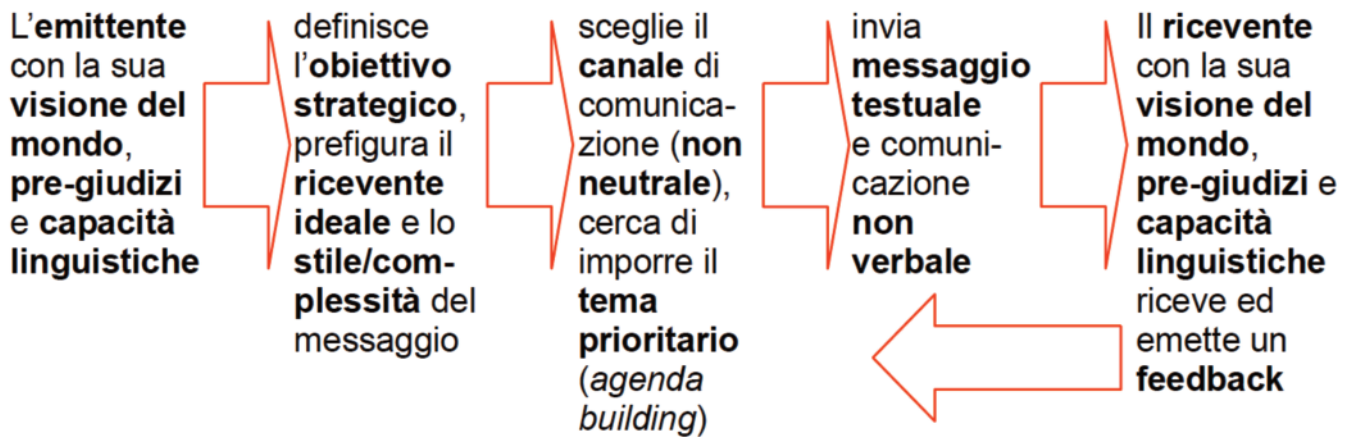 L'emittente
con la sua
visione del
mondo,
pre-giudizi
e capacità
linguistiche
definisce
l'obiettivo
strategico,
prefigura il
ricevente
ideale e lo
stile/com-
plessità del
messaggio
sceglie il
canale di
comunica-
zione (non
neutrale),
cerca di
imporre il
tema
prioritario
(agenda
building)
invia
messaggio
testuale
e comuni-
cazione
non
verbale
Il ricevente
con la sua
visione del
mondo,
pre-giudizi e
capacità
linguistiche
riceve ed
emette un
feedback